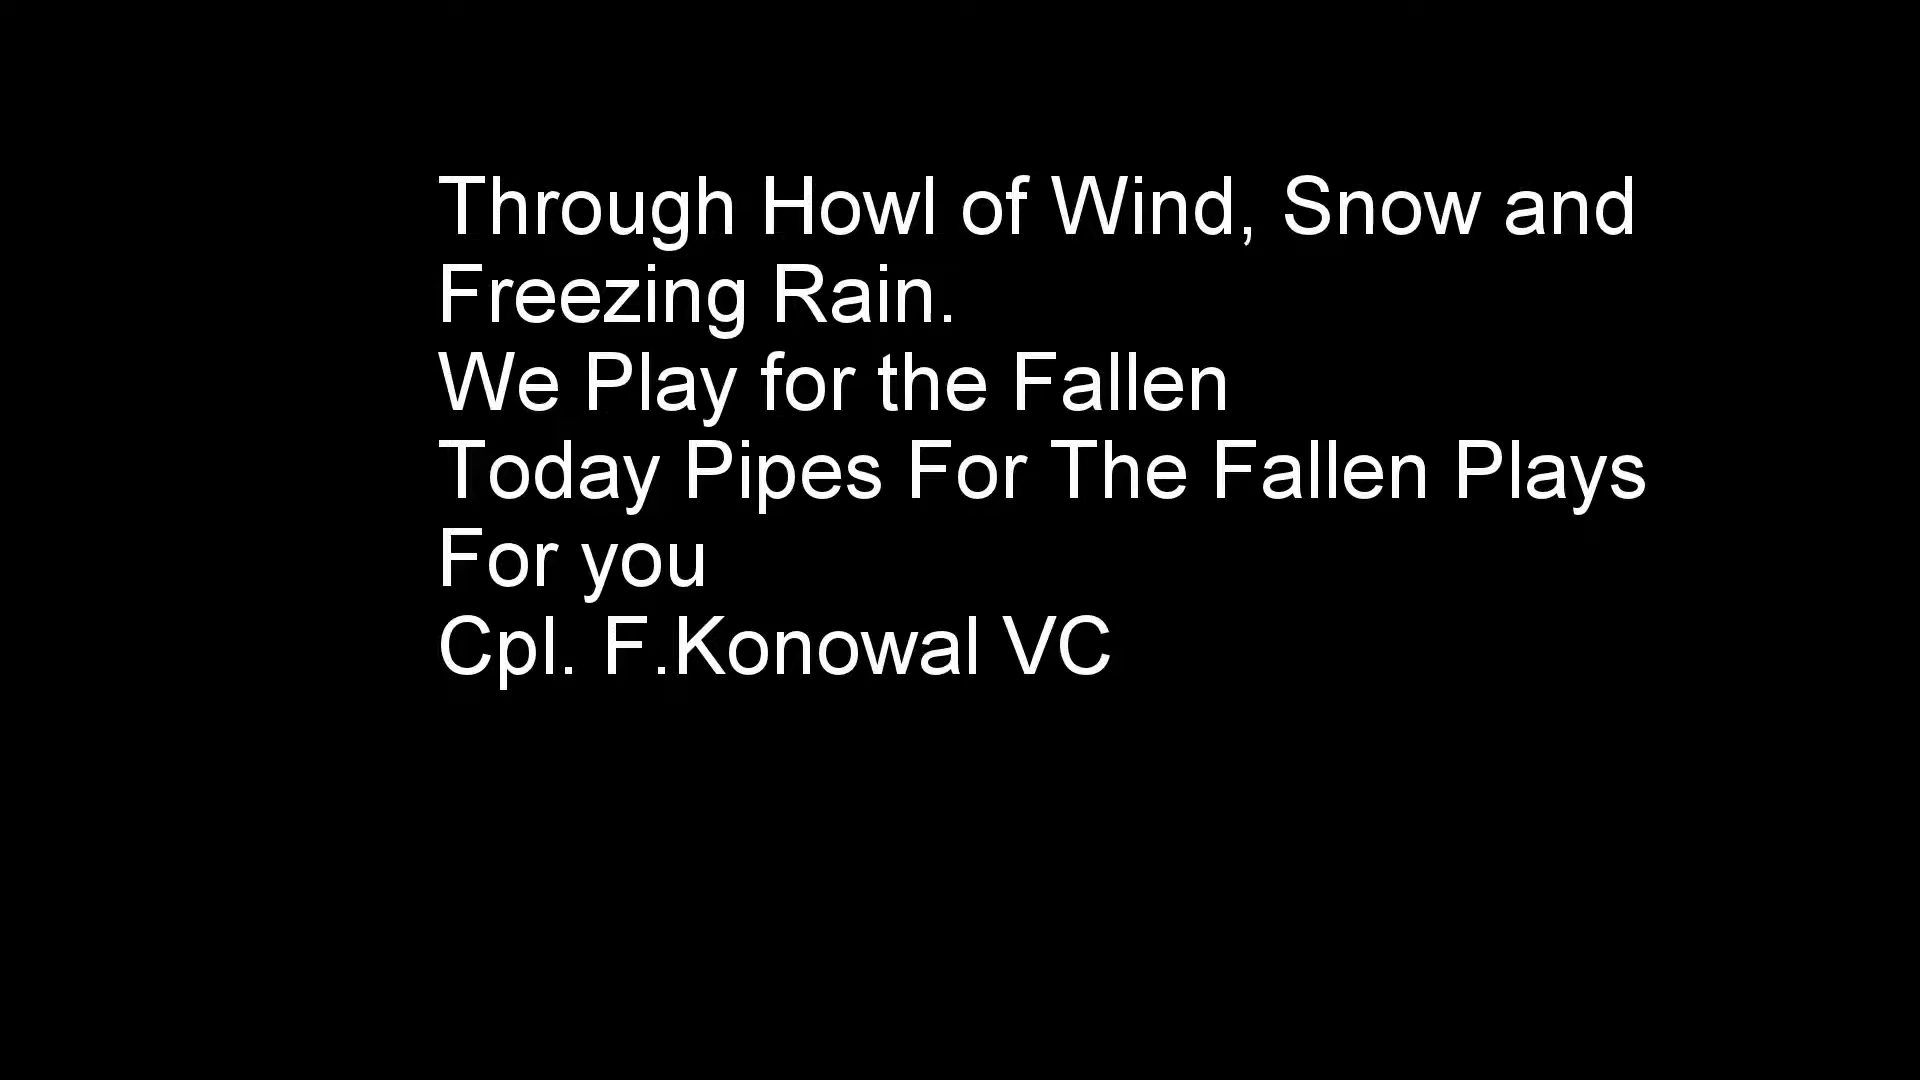 Through Howl of Wind, Snow and
Freezing Rain.
We Play for the Fallen
Today Pipes For The Fallen Plays
For you
Cpl. F.Konowal VC